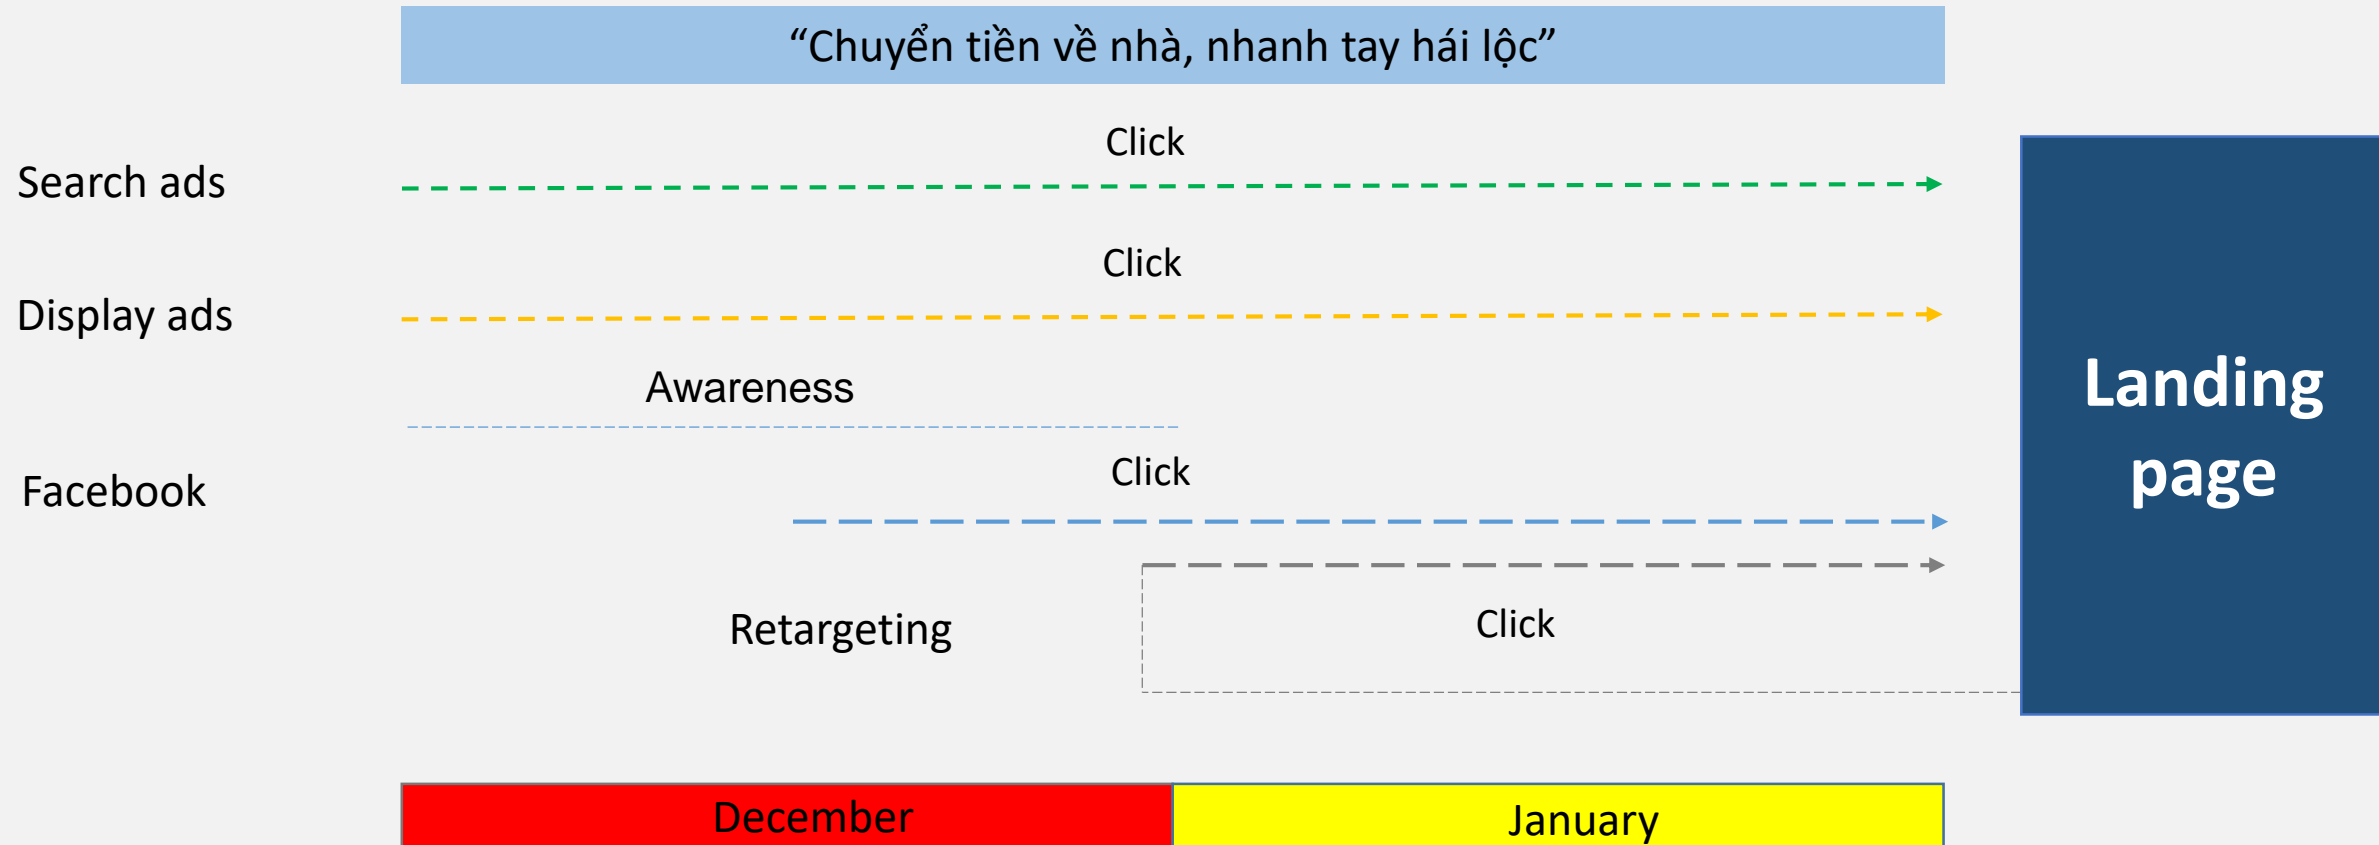 “Chuyển tiền về nhà, nhanh tay hái lộc”
Click
Search ads
Click
Display ads
Awareness
Click
Facebook
Retargeting
Click
Landing
page
December
January